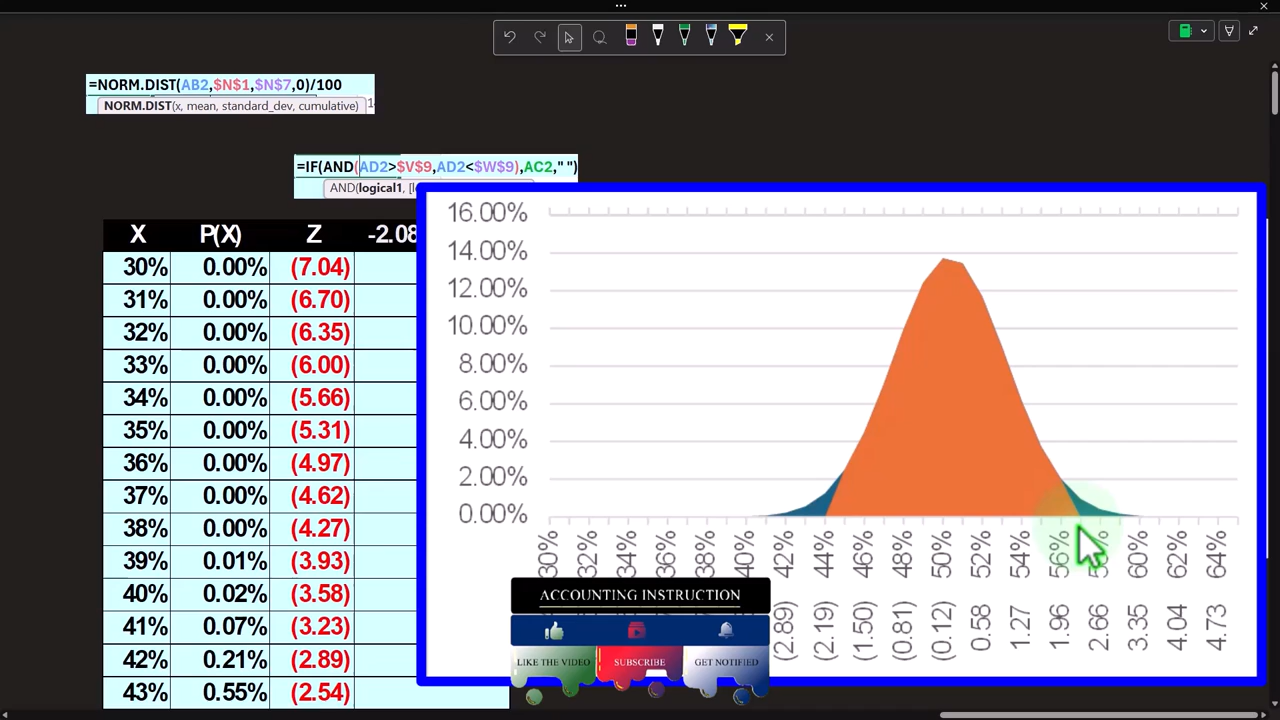 =NORM.DIST(AB2,$N$1,$N$7,0)/100
NORM.DIST(x, mean, standard_dev, cumulative)
=IF(AND(AD2>$V$9,AD2<$W$9),AC2," ")
AND(logical1,
X P(X) Z -2.08
30% 0.00% (7.04)
31% 0.00% (6.70)
32% 0.00% (6.35)
33% 0.00% (6.00)
34% 0.00% (5.66)
35% 0.00% (5.31)
36% 0.00% (4.97)
37% 0.00% (4.62)
38% 0.00% (4.27)
39% 0.01% (3.93)
40% 0.02% (3.58)
41% 0.07% (3.23)
42% 0.21% (2.89)
43% 0.55% (2.54)
16.00%
14.00%
12.00%
10.00%
8.00%
6.00%
4.00%
2.00%
0.00%
30% 32% 34% 36% 38% 40% 42% 44% 46% 48% 50% 52% 54% 56% 60% 62% 64%
(2.89) (2.19) (1.50) (0.81) (0.12) 0.58 1.27 1.96 2.66 3.35 4.04 4.73
ACCOUNTING INSTRUCTION
LIKE THE VIDEO SUBSCRIBE GET NOTIFIED